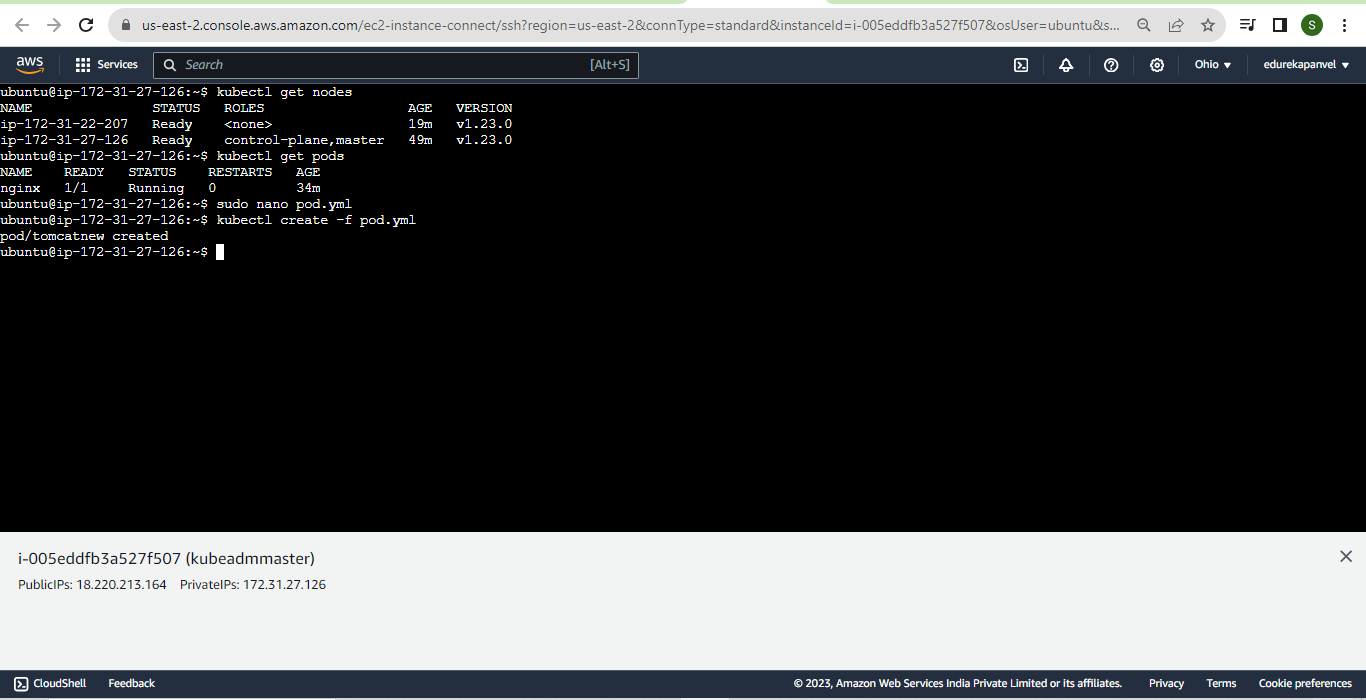 us-east-2.console.aws.amazon.com/ec2-instance-connect/ssh?region=us-east-2&connType=standard&instanceId=i-005eddfb3a527f507&osUser=ubuntu&s...
S
aws Services Search [Alt+S] Ohio edurekapanvel
ubuntu@ip-172-31-27-126:~$ kubectl get nodes
NAME STATUS ROLES AGE VERSION
ip-172-31-22-207 Ready <none> 19m v1.23.0
ip-172-31-27-126 Ready control-plane,master 49m v1.23.0
ubuntu@ip-172-31-27-126:~$ kubectl get pods
NAME READY STATUS RESTARTS AGE
nginx 1/1 Running 0 34m
ubuntu@ip-172-31-27-126:~$ sudo nano pod.yml
ubuntu@ip-172-31-27-126:~$ kubectl create -f pod.yml
pod/tomcatnew created
ubuntu@ip-172-31-27-126:~$
i-005eddfb3a527f507 (kubeadmmaster)
PublicIPs: 18.220.213.164 PrivateIPs: 172.31.27.126
CloudShell Feedback © 2023, Amazon Web Services India Private Limited or its affiliates. Privacy Terms Cookie preferences